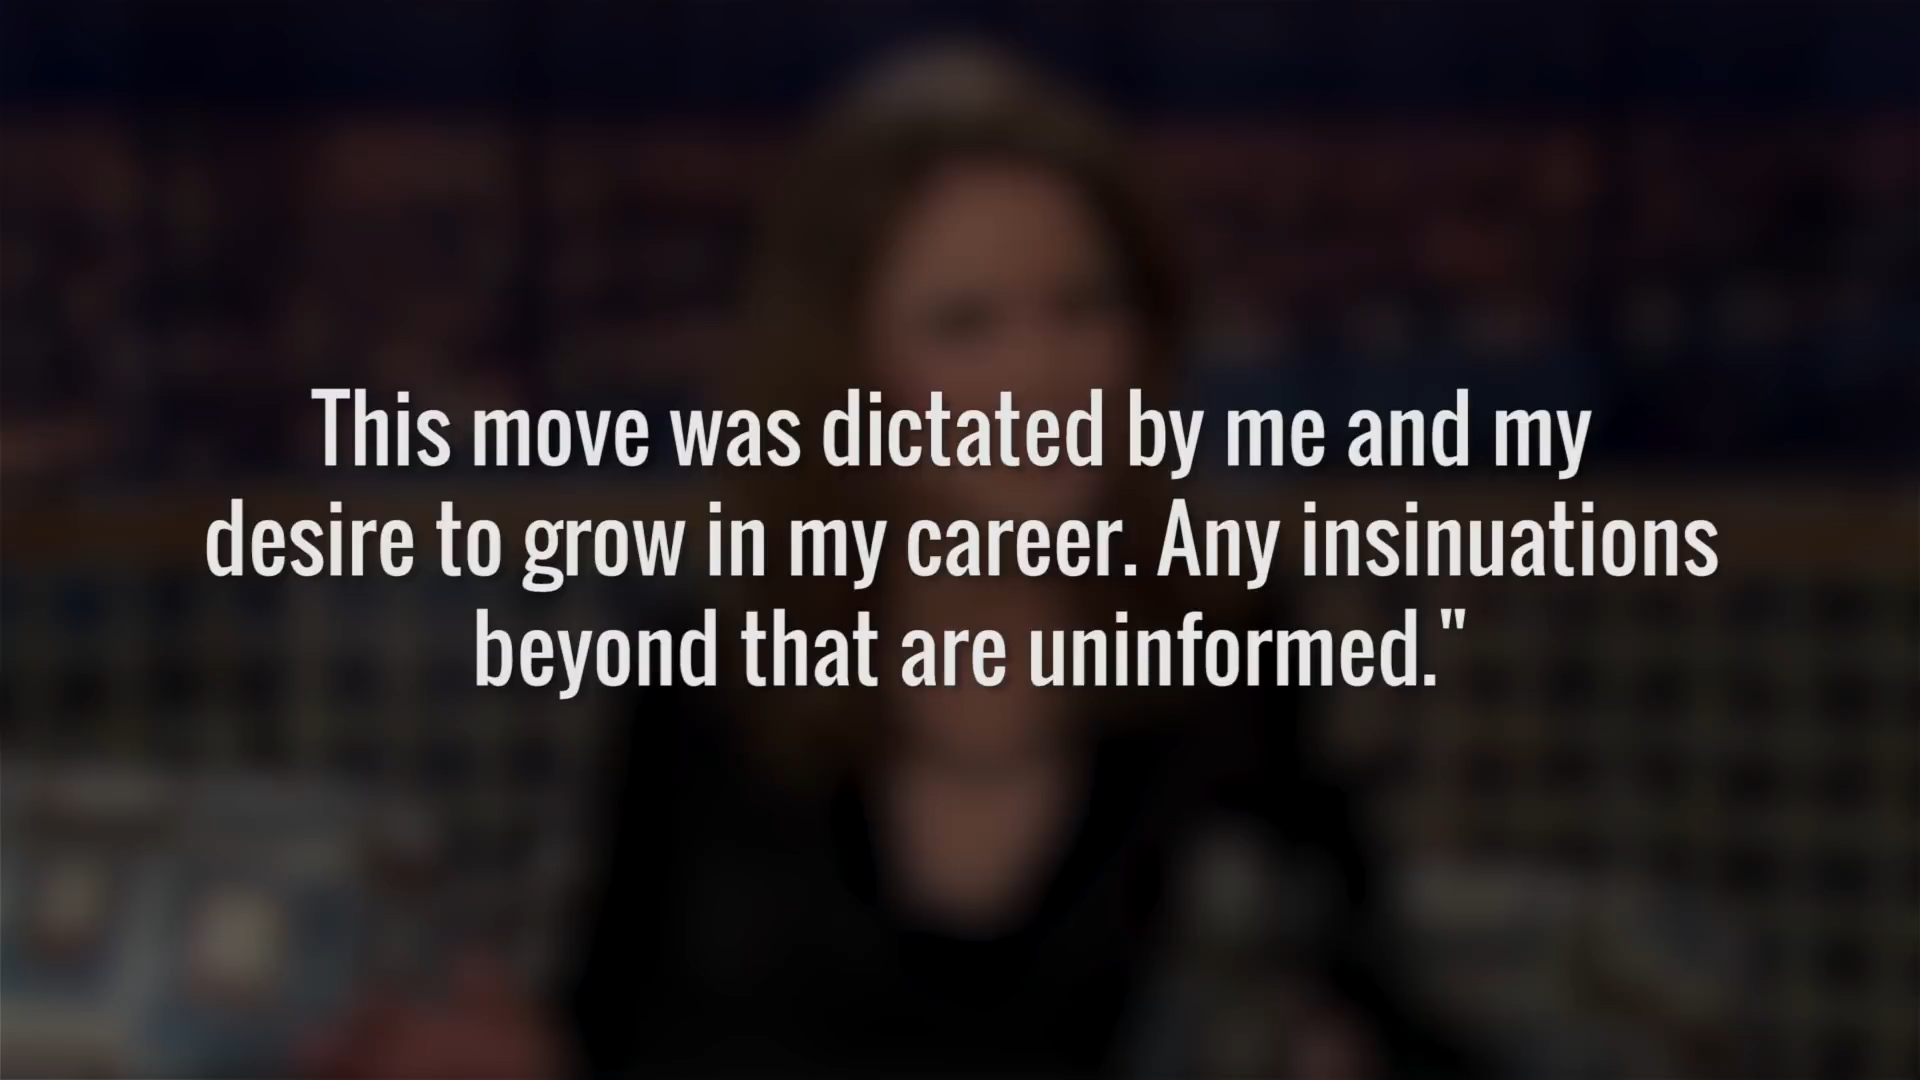 This move was dictated by me and my
desire to grow in my career. Any insinuations
beyond that are uninformed."